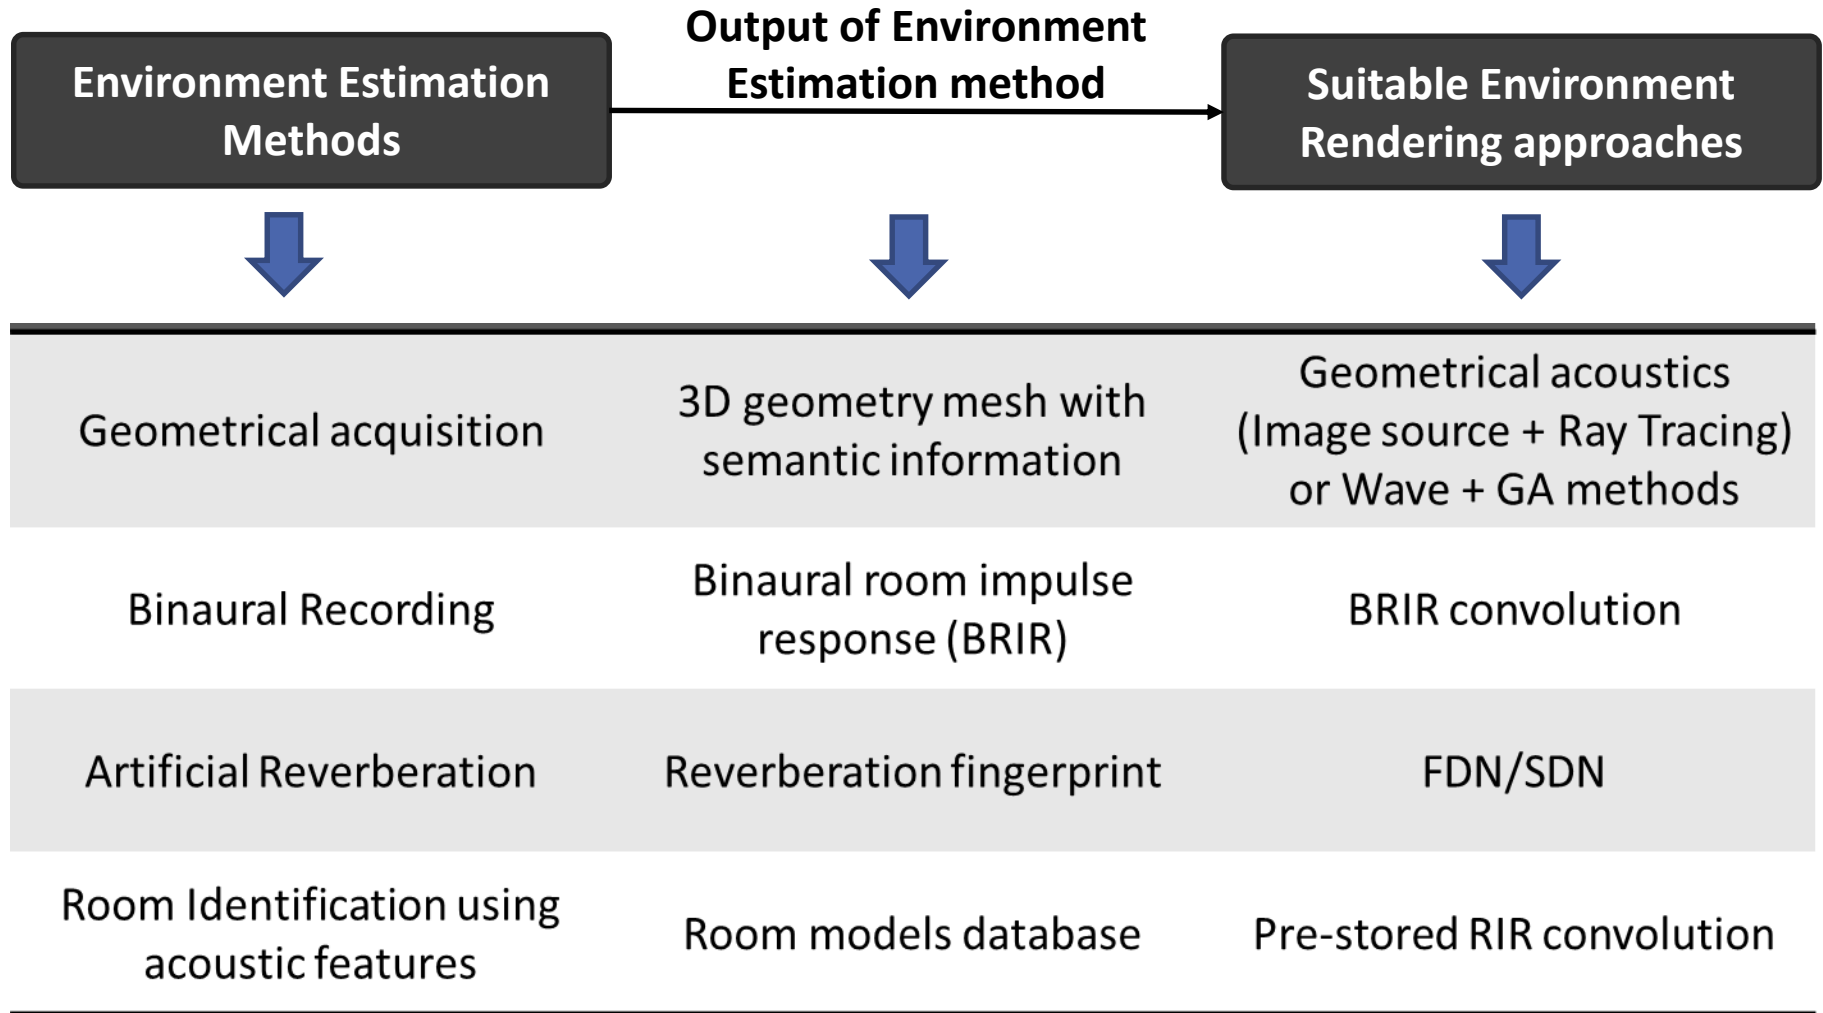 Environment Estimation
Methods
Output of Environment
Estimation method
Suitable Environment
Rendering approaches
Geometrical acquisition
3D geometry mesh with
semantic information
Geometrical acoustics
(Image source + Ray Tracing)
or Wave + GA methods
Binaural Recording
Binaural room impulse
response (BRIR)
BRIR convolution
Artificial Reverberation
Reverberation fingerprint
FDN/SDN
Room Identification using
acoustic features
Room models database
Pre-stored RIR convolution